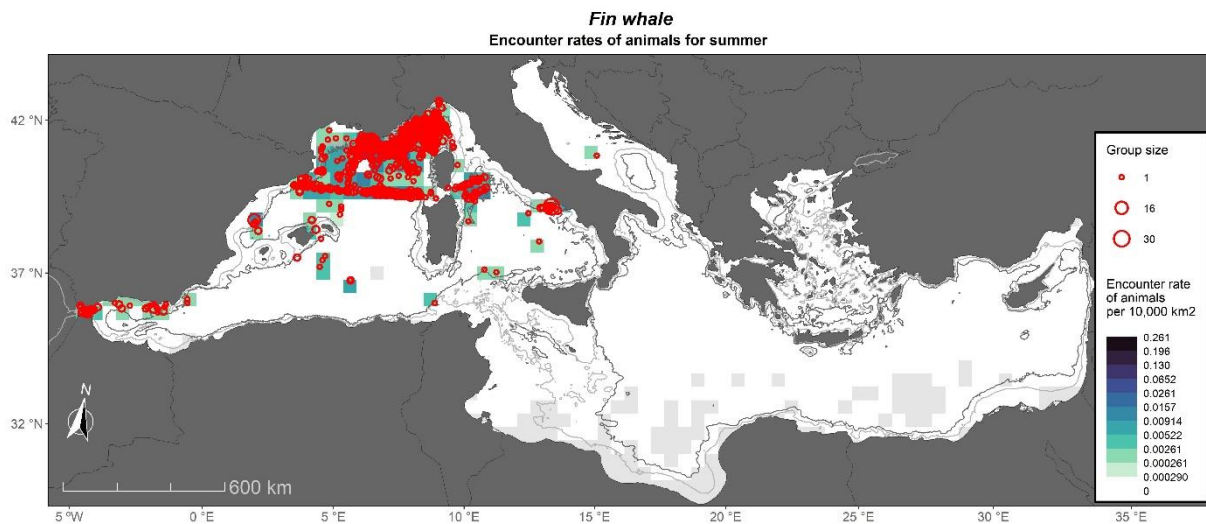 Fin whale
Encounter rates of animals for summer
42 °N
37 °N
32 °N
N
600 km
5 °W
0 °E
5 °E
10 °E
15 °E
20 °E
25 °E
30 °E
35 °E
Group size
1
16
30
Encounter rate
of animals
per 10,000 km2
0.261
0.196
0.130
0.0652
0.0261
0.0157
0.00914
0.00522
0.00261
0.000261
0.000290
0